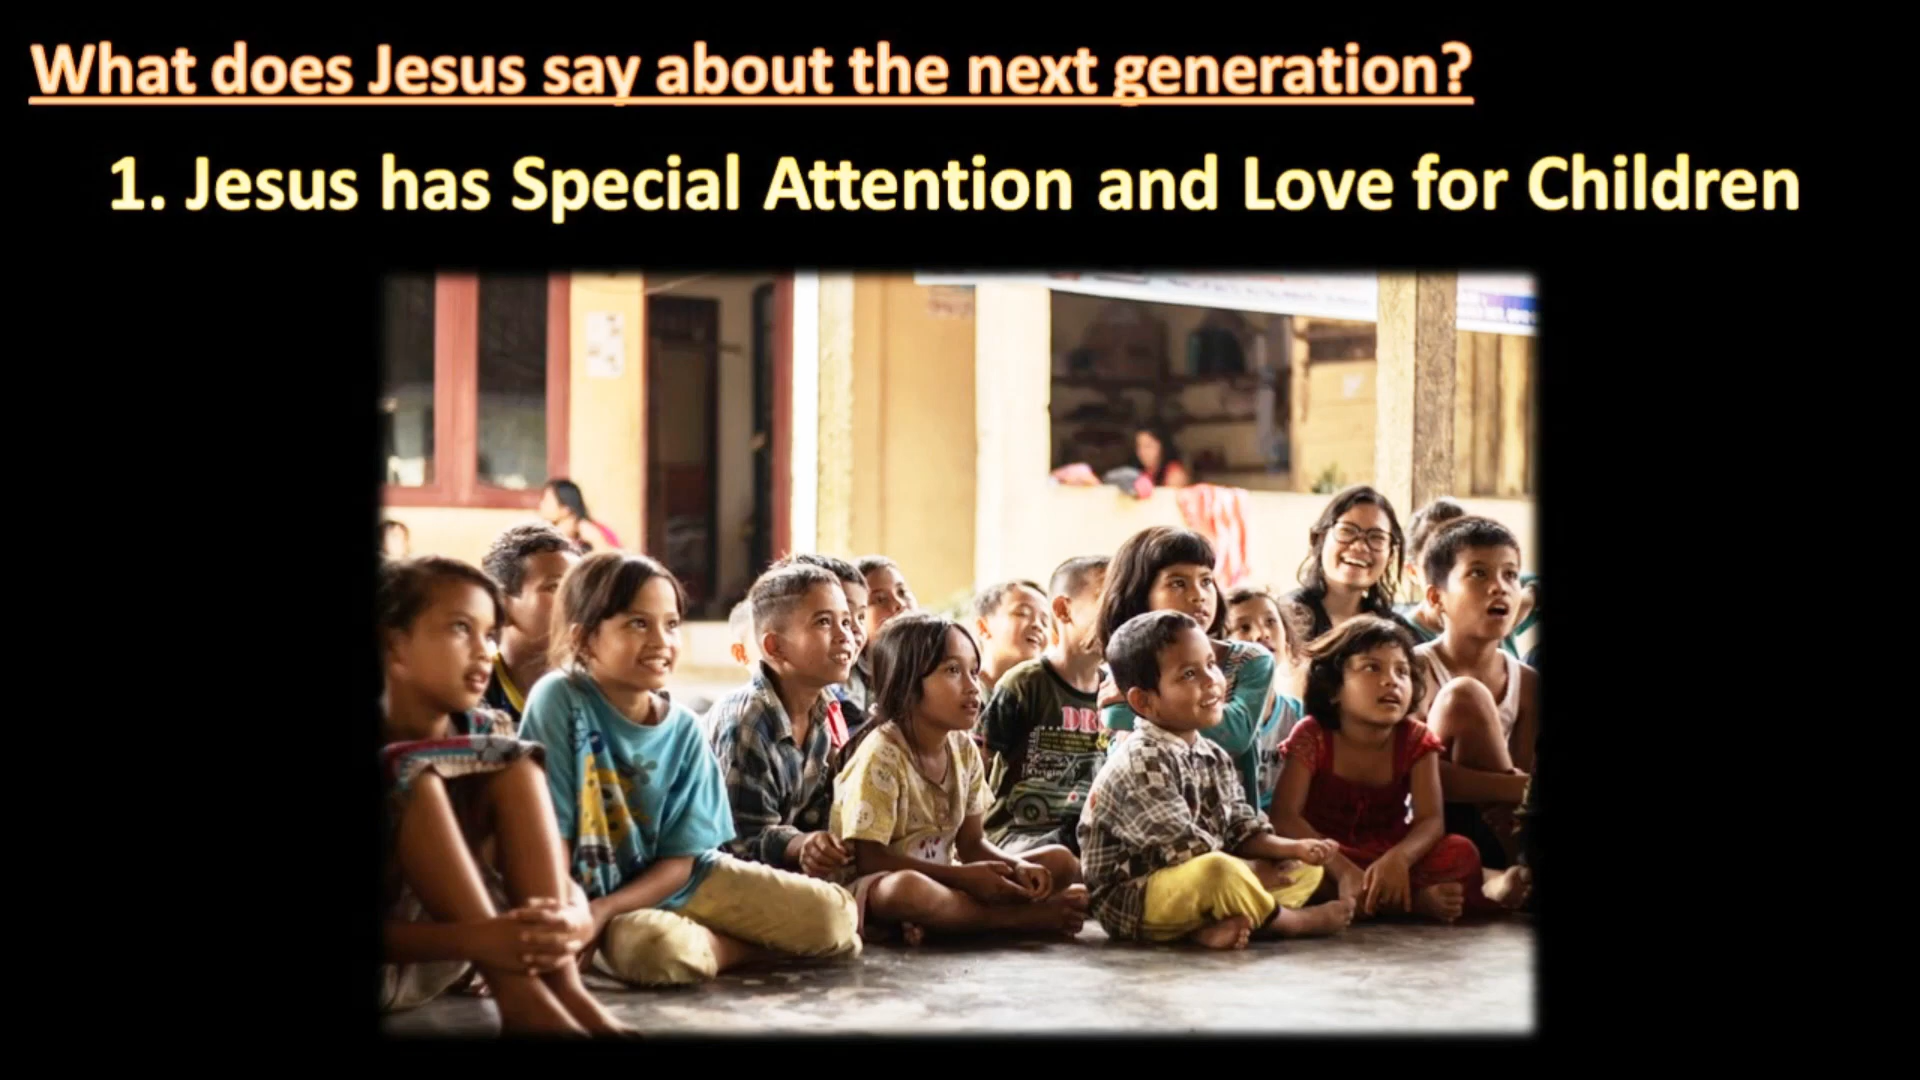 What does Jesus say about the next generation?
1. Jesus has Special Attention and Love for Children